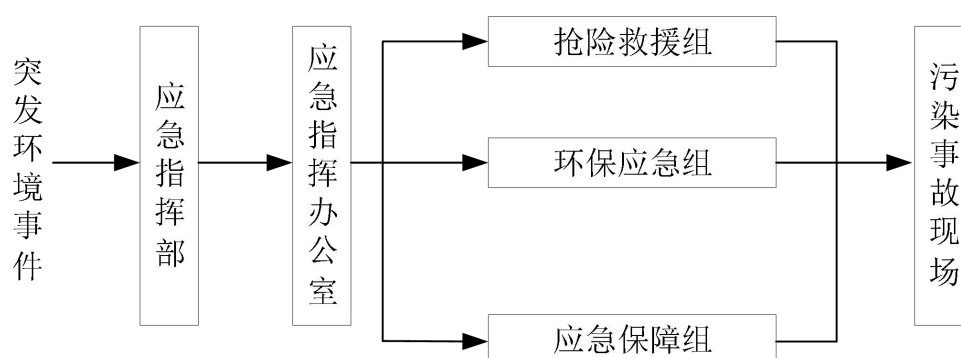 突发环境事件
应急指挥部
应急指挥办公室
抢险救援组
环保应急组
应急保障组
污染事故现场